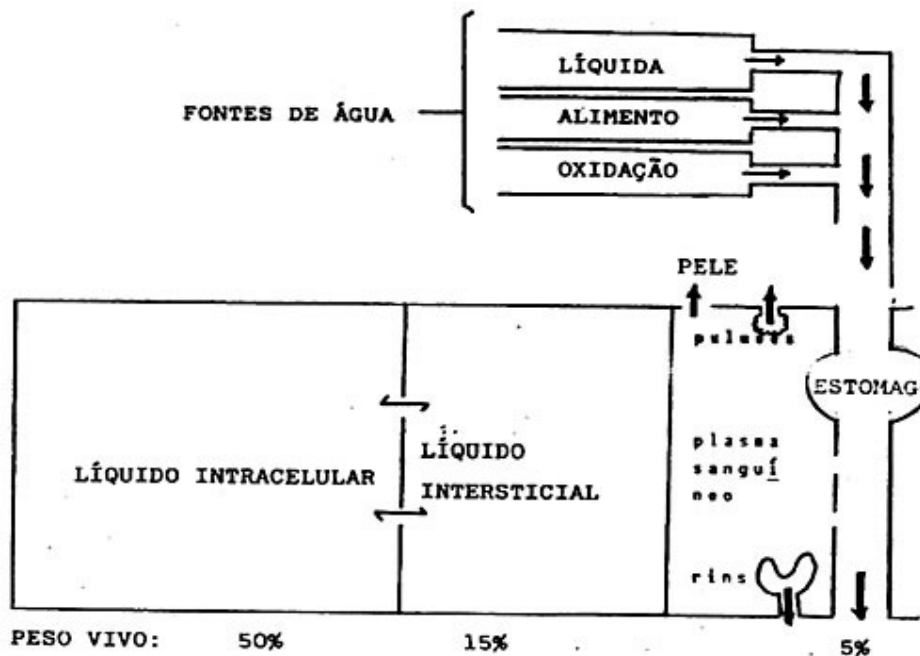 LÍQUIDA
FONTES DE ÁGUA
ALIMENTO
OXIDAÇÃO
PELE
pulmões
ESTOMAG
LÍQUIDO INTRACELULAR
LÍQUIDO
INTERSTICIAL
plasma
sanguí
neo
rins
PESO VIVO: 50% 15% 5%